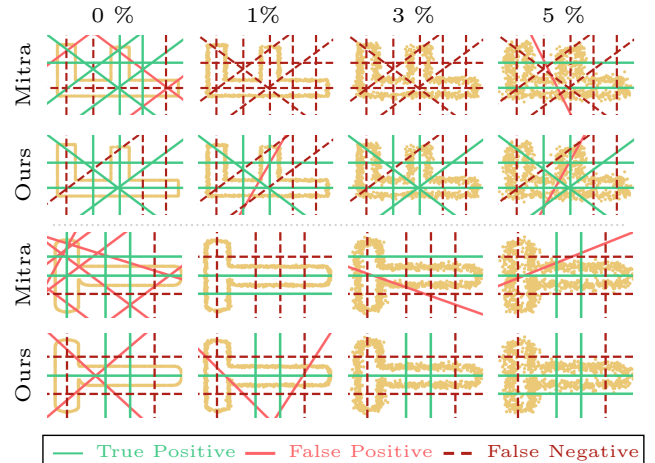 0 % 1% 3 % 5 %
Mitra
Ours
Mitra
Ours
True Positive False Positive False Negative